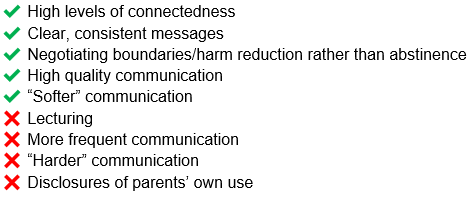 High levels of connectedness
Clear, consistent messages
Negotiating boundaries/harm reduction rather than abstinence
High quality communication
“Softer” communication
Lecturing
More frequent communication
“Harder” communication
Disclosures of parents’ own use